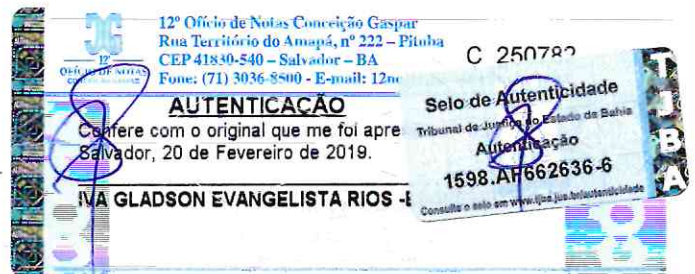 12º Ofício de Notas Conceição Gaspar
Rua Território do Amapá, nº 222 – Pituba
CEP 41830-540 – Salvador – BA
Fone: (71) 3036-8500 - E-mail: 12no
12º
OFÍCIO DE NOTAS
C 250782
AUTENTICAÇÃO
Confere com o original que me foi apre
Salvador, 20 de Fevereiro de 2019.
IVA GLADSON EVANGELISTA RIOS -E
Selo de Autenticidade
Tribunal de Justiça do Estado da Bahia
Autenticação
1598.AF662636-6
Consulte o selo em www.tjba.jus.br/autenticidade
TJBA